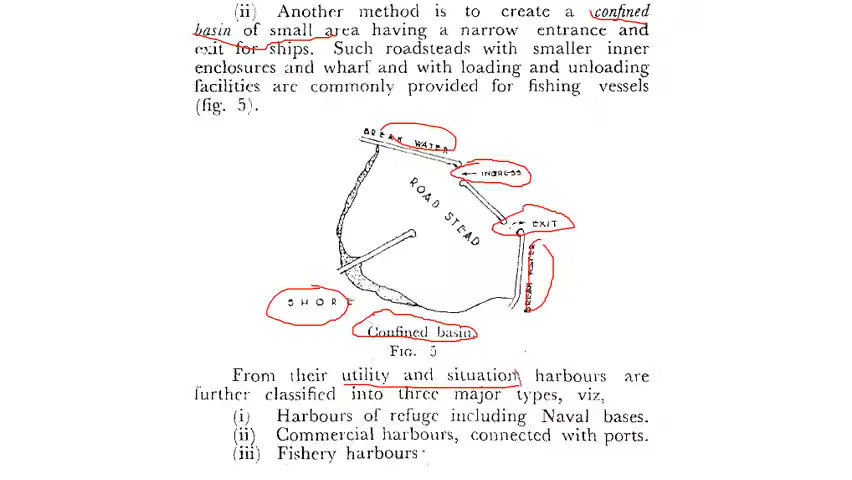 (ii) Another method is to create a confined
basin of small area having a narrow entrance and
exit for ships. Such roadsteads with smaller inner
enclosures and wharf and with loading and unloading
facilities are commonly provided for fishing vessels
(fig. 5).
BREAK WATER
INGRESS
ROAD STEAD
EXIT
BREAK WATER
SHORE
Confined basin.
FIG. 5
From their utility and situation harbours are
further classified into three major types, viz,
(i) Harbours of refuge including Naval bases.
(ii) Commercial harbours, connected with ports.
(iii) Fishery harbours